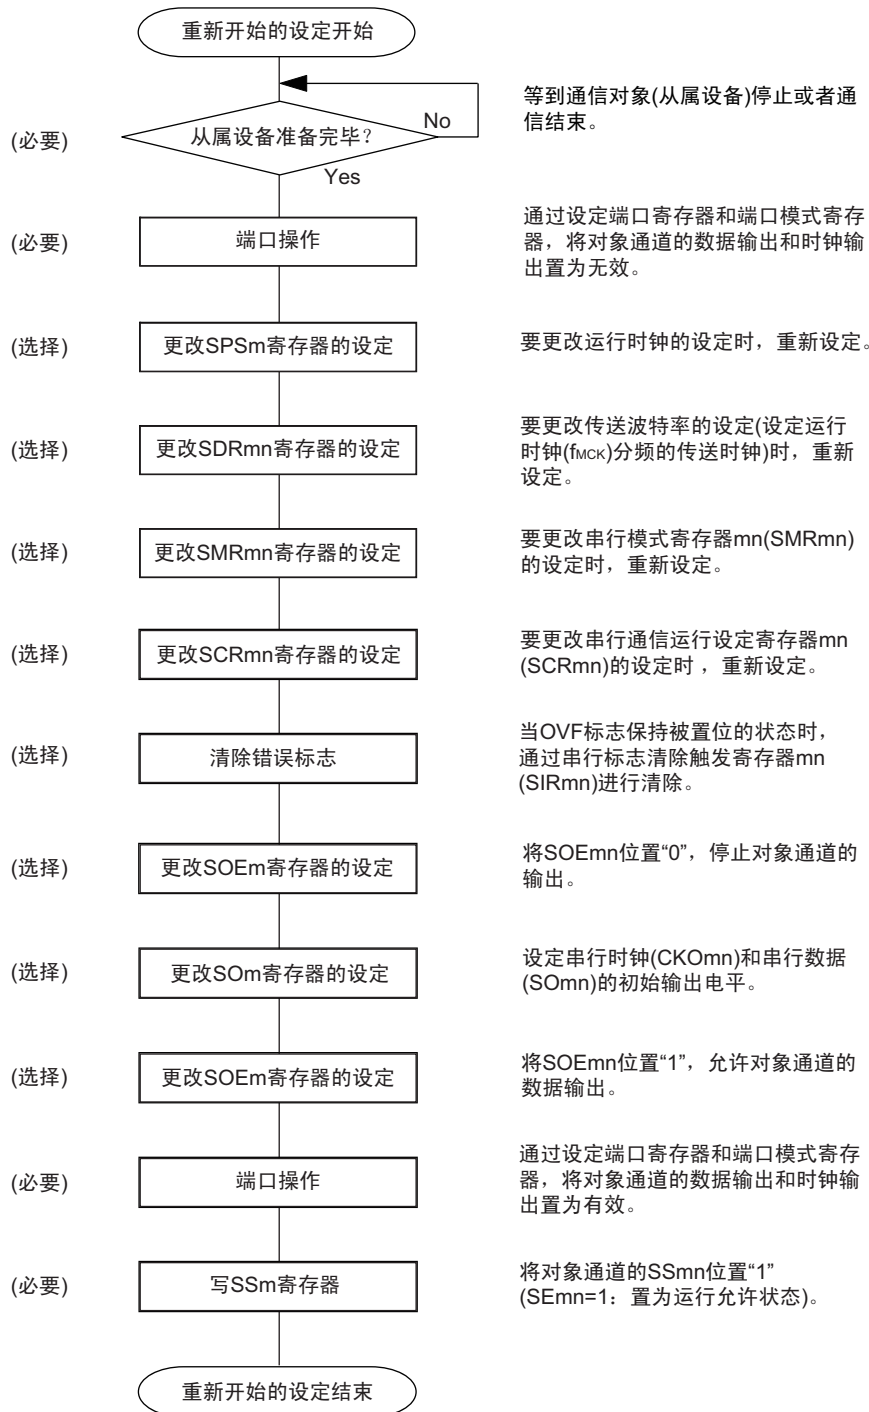 重新开始的设定开始
等到通信对象(从属设备)停止或者通
信结束。
(必要)
从属设备准备完毕?
No
Yes
(必要)
端口操作
通过设定端口寄存器和端口模式寄存
器，将对象通道的数据输出和时钟输
出置为无效。
(选择)
更改SPSm寄存器的设定
要更改运行时钟的设定时，重新设定。
(选择)
更改SDRmn寄存器的设定
要更改传送波特率的设定(设定运行
时钟(fMCK)分频的传送时钟)时，重新
设定。
(选择)
更改SMRmn寄存器的设定
要更改串行模式寄存器mn(SMRmn)
的设定时，重新设定。
(选择)
更改SCRmn寄存器的设定
要更改串行通信运行设定寄存器mn
(SCRmn)的设定时，重新设定。
(选择)
清除错误标志
当OVF标志保持被置位的状态时，
通过串行标志清除触发寄存器mn
(SIRmn)进行清除。
(选择)
更改SOEm寄存器的设定
将SOEmn位置“0”，停止对象通道的
输出。
(选择)
更改SOm寄存器的设定
设定串行时钟(CKOmn)和串行数据
(SOmn)的初始输出电平。
(选择)
更改SOEm寄存器的设定
将SOEmn位置“1”，允许对象通道的
数据输出。
(必要)
端口操作
通过设定端口寄存器和端口模式寄存
器，将对象通道的数据输出和时钟输
出置为有效。
(必要)
写SSm寄存器
将对象通道的SSmn位置“1”
(SEmn=1：置为运行允许状态)。
重新开始的设定结束